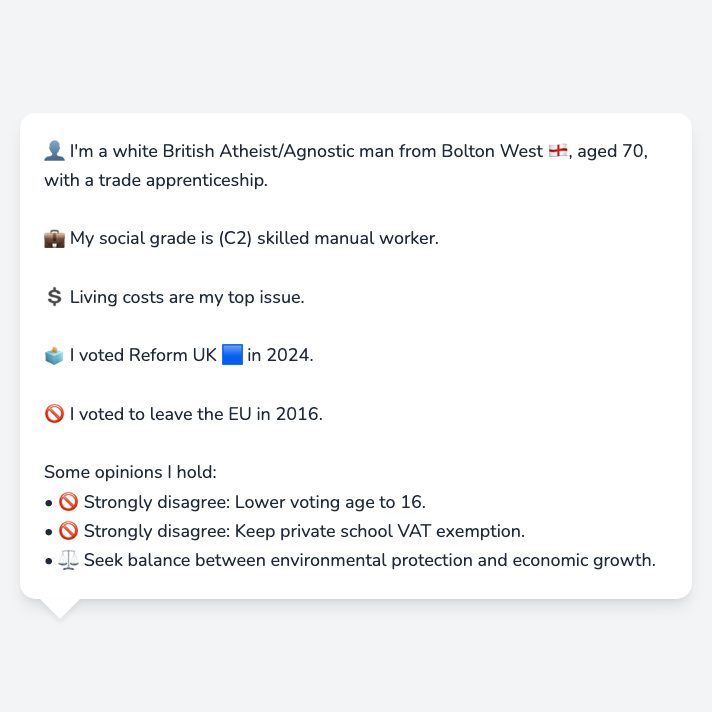 👤 I'm a white British Atheist/Agnostic man from Bolton West 🏴󠁧󠁢󠁥󠁮󠁧󠁿, aged 70,
with a trade apprenticeship.
💼 My social grade is (C2) skilled manual worker.
💲 Living costs are my top issue.
🗳️ I voted Reform UK 🟦 in 2024.
🚫 I voted to leave the EU in 2016.
Some opinions I hold:
• 🚫 Strongly disagree: Lower voting age to 16.
• 🚫 Strongly disagree: Keep private school VAT exemption.
• ⚖️ Seek balance between environmental protection and economic growth.